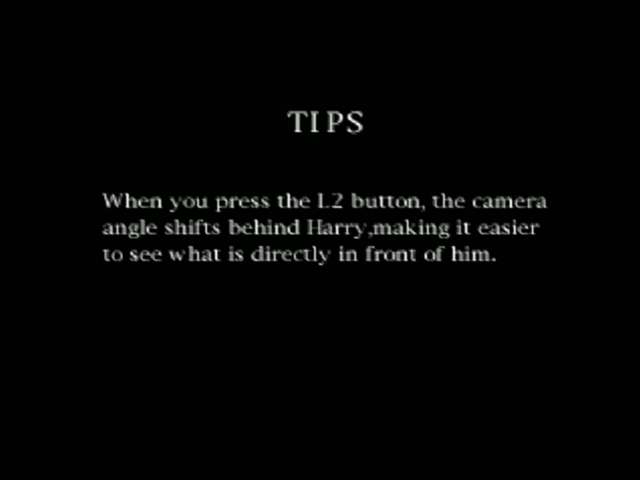 TIPS
When you press the L2 button, the camera
angle shifts behind Harry,making it easier
to see what is directly in front of him.